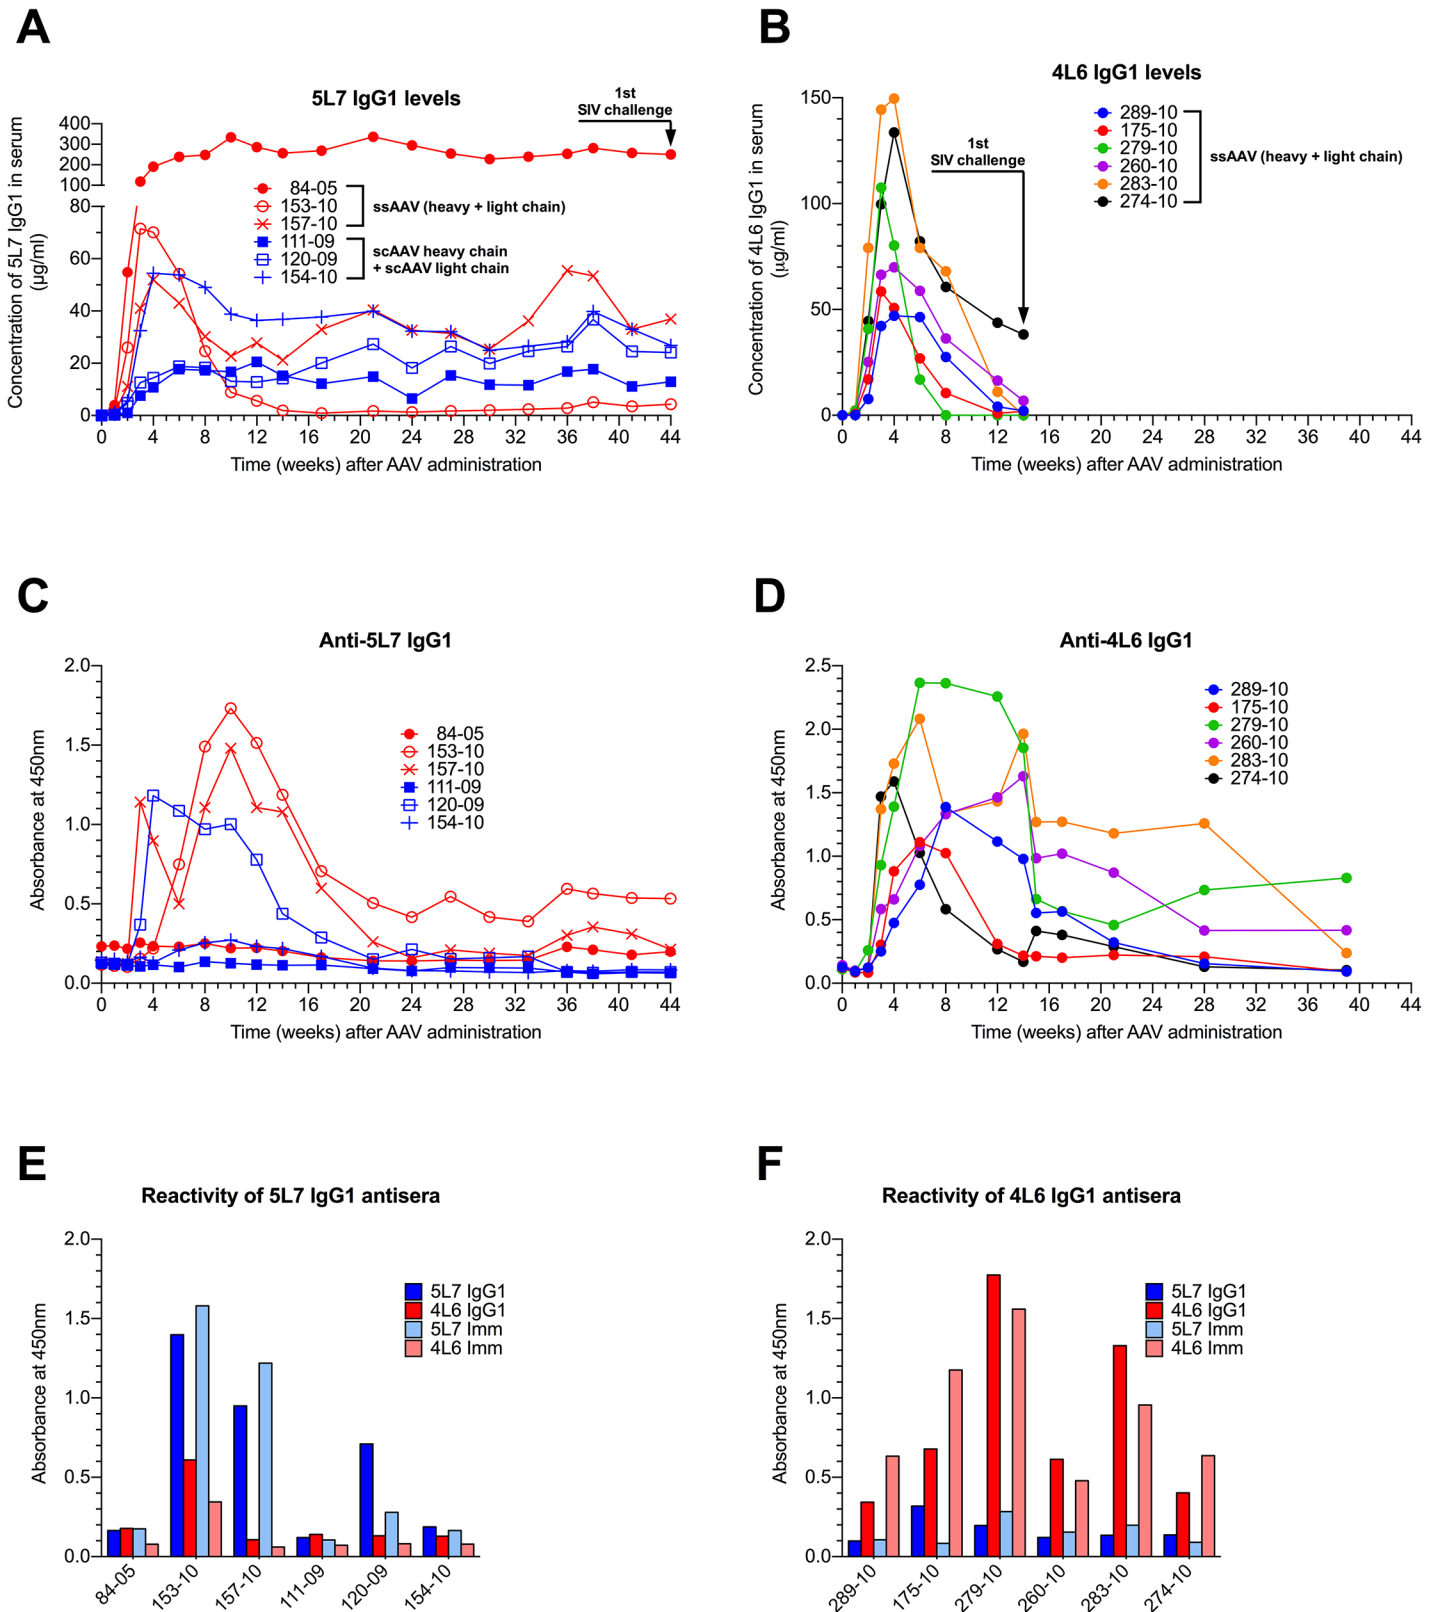 A
5L7 IgG1 levels
1st
SIV challenge
Concentration of 5L7 IgG1 in serum
(µg/ml)
400
300
200
100
80
60
40
20
0
84-05
153-10
157-10
ssAAV (heavy + light chain)
111-09
120-09
154-10
scAAV heavy chain
+ scAAV light chain
0 4 8 12 16 20 24 28 32 36 40 44
Time (weeks) after AAV administration
B
4L6 IgG1 levels
1st
SIV challenge
Concentration of 4L6 IgG1 in serum
(µg/ml)
150
100
50
0
289-10
175-10
279-10
260-10
283-10
274-10
ssAAV (heavy + light chain)
0 4 8 12 16 20 24 28 32 36 40 44
Time (weeks) after AAV administration
C
Anti-5L7 IgG1
Absorbance at 450nm
2.0
1.5
1.0
0.5
0.0
84-05
153-10
157-10
111-09
120-09
154-10
0 4 8 12 16 20 24 28 32 36 40 44
Time (weeks) after AAV administration
D
Anti-4L6 IgG1
Absorbance at 450nm
2.5
2.0
1.5
1.0
0.5
0.0
289-10
175-10
279-10
260-10
283-10
274-10
0 4 8 12 16 20 24 28 32 36 40 44
Time (weeks) after AAV administration
E
Reactivity of 5L7 IgG1 antisera
Absorbance at 450nm
2.0
1.5
1.0
0.5
0.0
5L7 IgG1
4L6 IgG1
5L7 Imm
4L6 Imm
84-05 153-10 157-10 111-09 120-09 154-10
F
Reactivity of 4L6 IgG1 antisera
Absorbance at 450nm
2.0
1.5
1.0
0.5
0.0
5L7 IgG1
4L6 IgG1
5L7 Imm
4L6 Imm
289-10 175-10 279-10 260-10 283-10 274-10